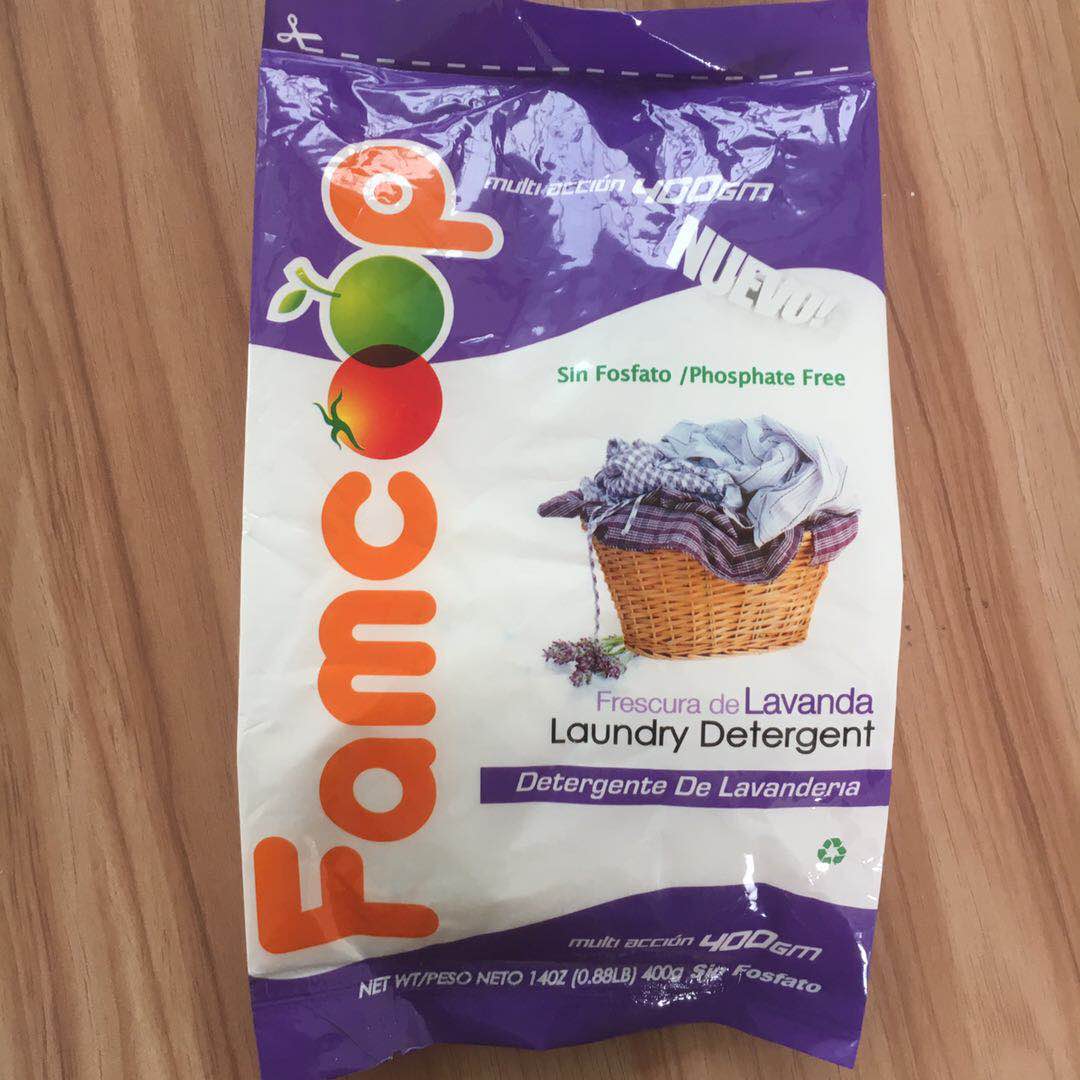 Famcoop
multi acción 400GM
NUEVO!
Sin Fosfato /Phosphate Free
Frescura de Lavanda
Laundry Detergent
Detergente De Lavanderıa
multi acción 400GM
NET WT/PESO NETO 14OZ (0.88LB) 400g Sin Fosfato